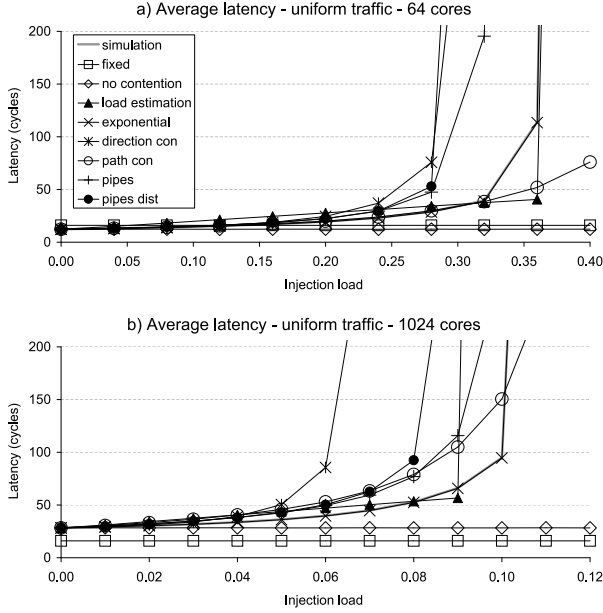 a) Average latency - uniform traffic - 64 cores
200
150
100
50
0
Latency (cycles)
simulation
fixed
no contention
load estimation
exponential
direction con
path con
pipes
pipes dist
0.00 0.05 0.10 0.15 0.20 0.25 0.30 0.35 0.40
Injection load
b) Average latency - uniform traffic - 1024 cores
200
150
100
50
0
Latency (cycles)
0.00 0.02 0.04 0.06 0.08 0.10 0.12
Injection load